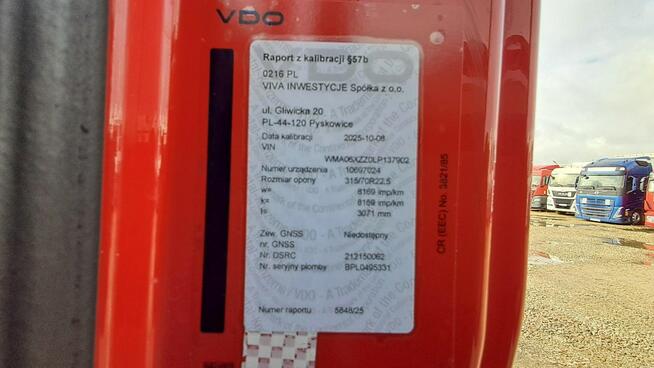 VDO
Raport z kalibracji §57b
0216 PL
VIVA INWESTYCJE Spółka z o.o.
ul. Gliwicka 20
PL-44-120 Pyskowice
Data kalibracji 2025-10-08
VIN
WMA06XZZ0LP137902
Numer urządzenia 10697024
Rozmiar opony 315/70R22.5
w= 8169 imp/km
k= 8169 imp/km
l= 3071 mm
Zew. GNSS Niedostępny
nr. GNSS
Nr. DSRC 212150062
Nr. seryjny plomby BPL0495331
Numer raportu 5848/25
CR (EEC) No. 3821/85